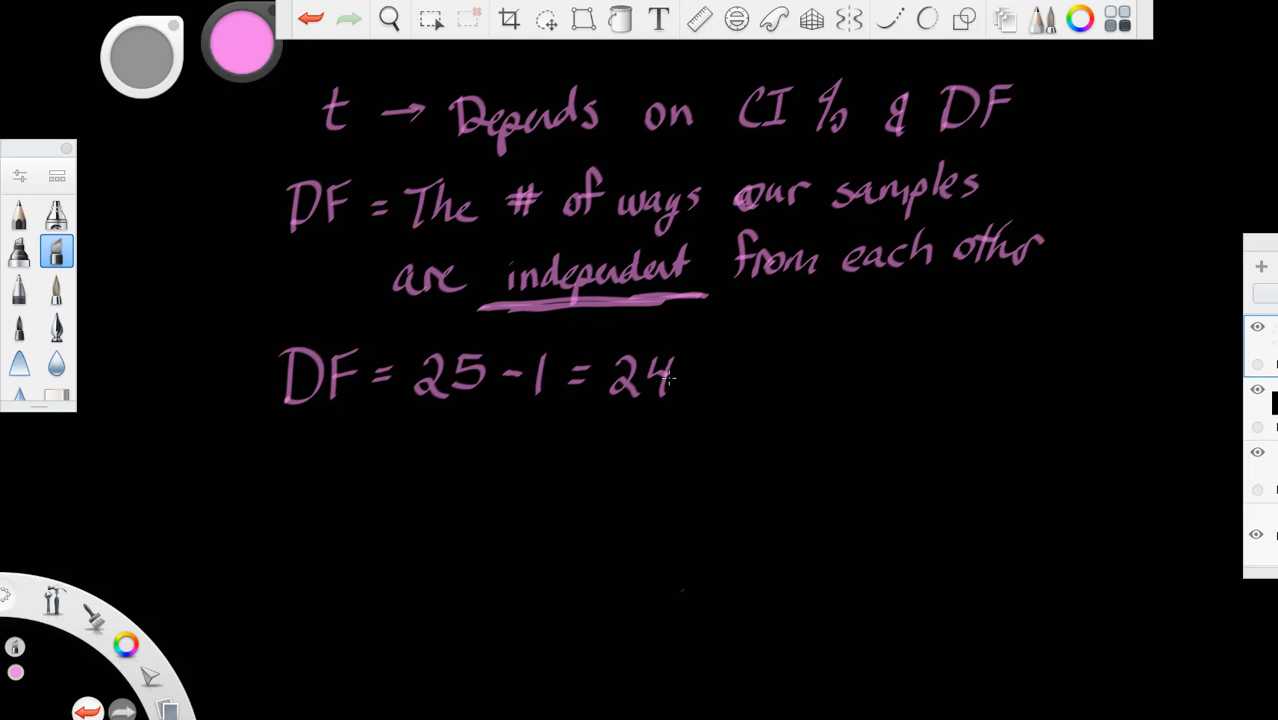 t → Depends on CI % & DF
DF = The # of ways our samples
are independent from each other
DF = 25 - 1 = 24